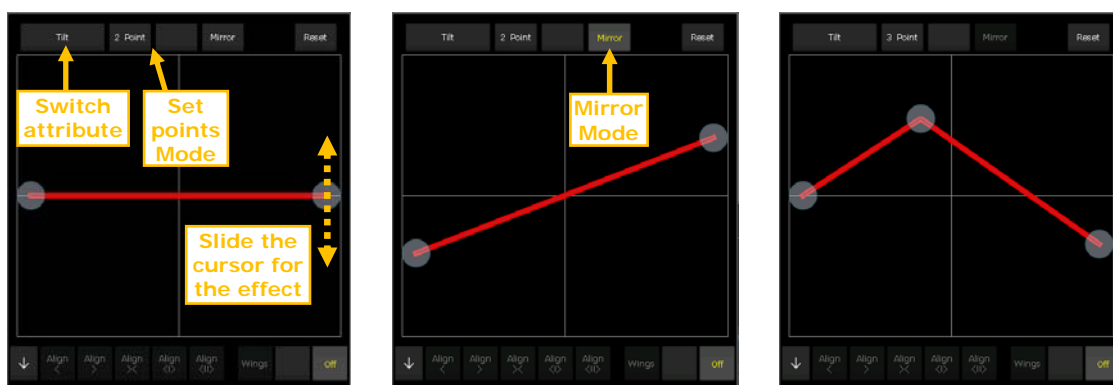 Tilt 2 Point Mirror Reset
Switch
attribute
Set
points
Mode
Slide the
cursor for
the effect
↓ Align < Align > Align >< Align <|> Align <||> Wings Off
Tilt 2 Point Mirror Reset
Mirror
Mode
↓ Align < Align > Align >< Align <|> Align <||> Wings Off
Tilt 3 Point Mirror Reset
↓ Align < Align > Align >< Align <|> Align <||> Wings Off